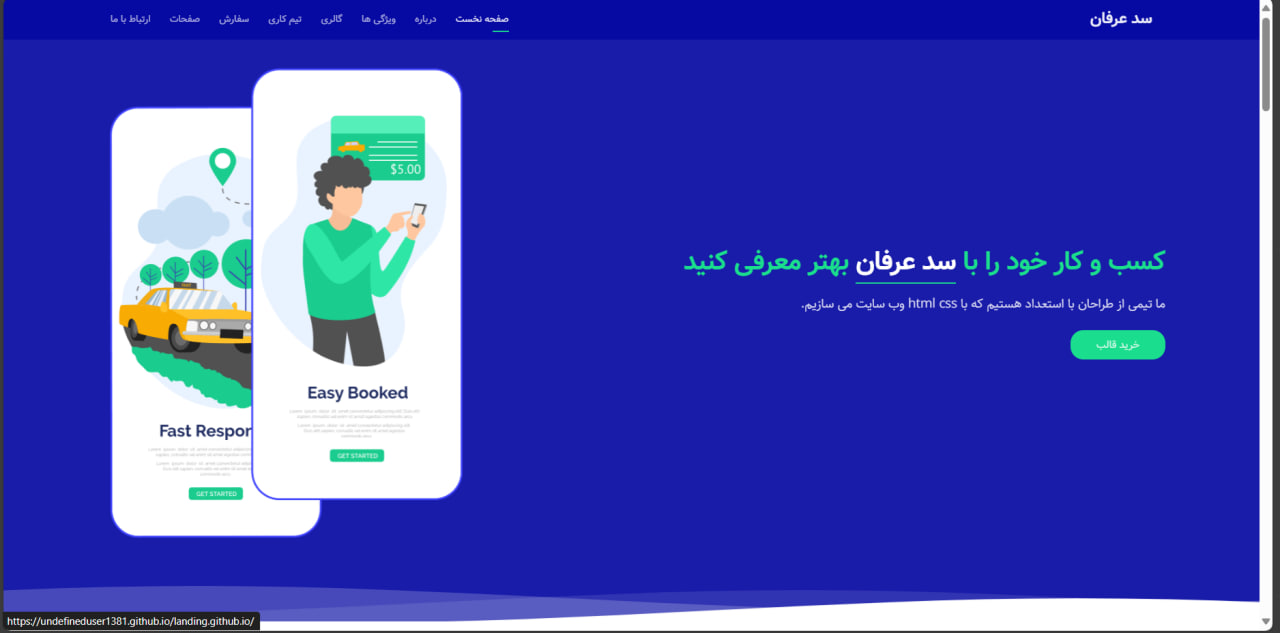 سد عرفان
صفحه نخست
درباره
ویژگی ها
گالری
تیم کاری
سفارش
صفحات
ارتباط با ما
کسب و کار خود را با سد عرفان بهتر معرفی کنید
ما تیمی از طراحان با استعداد هستیم که با html css وب سایت می سازیم.
خرید قالب
$5.00
Easy Booked
GET STARTED
Fast Respon
GET STARTED
https://undefineduser1381.github.io/landing.github.io/